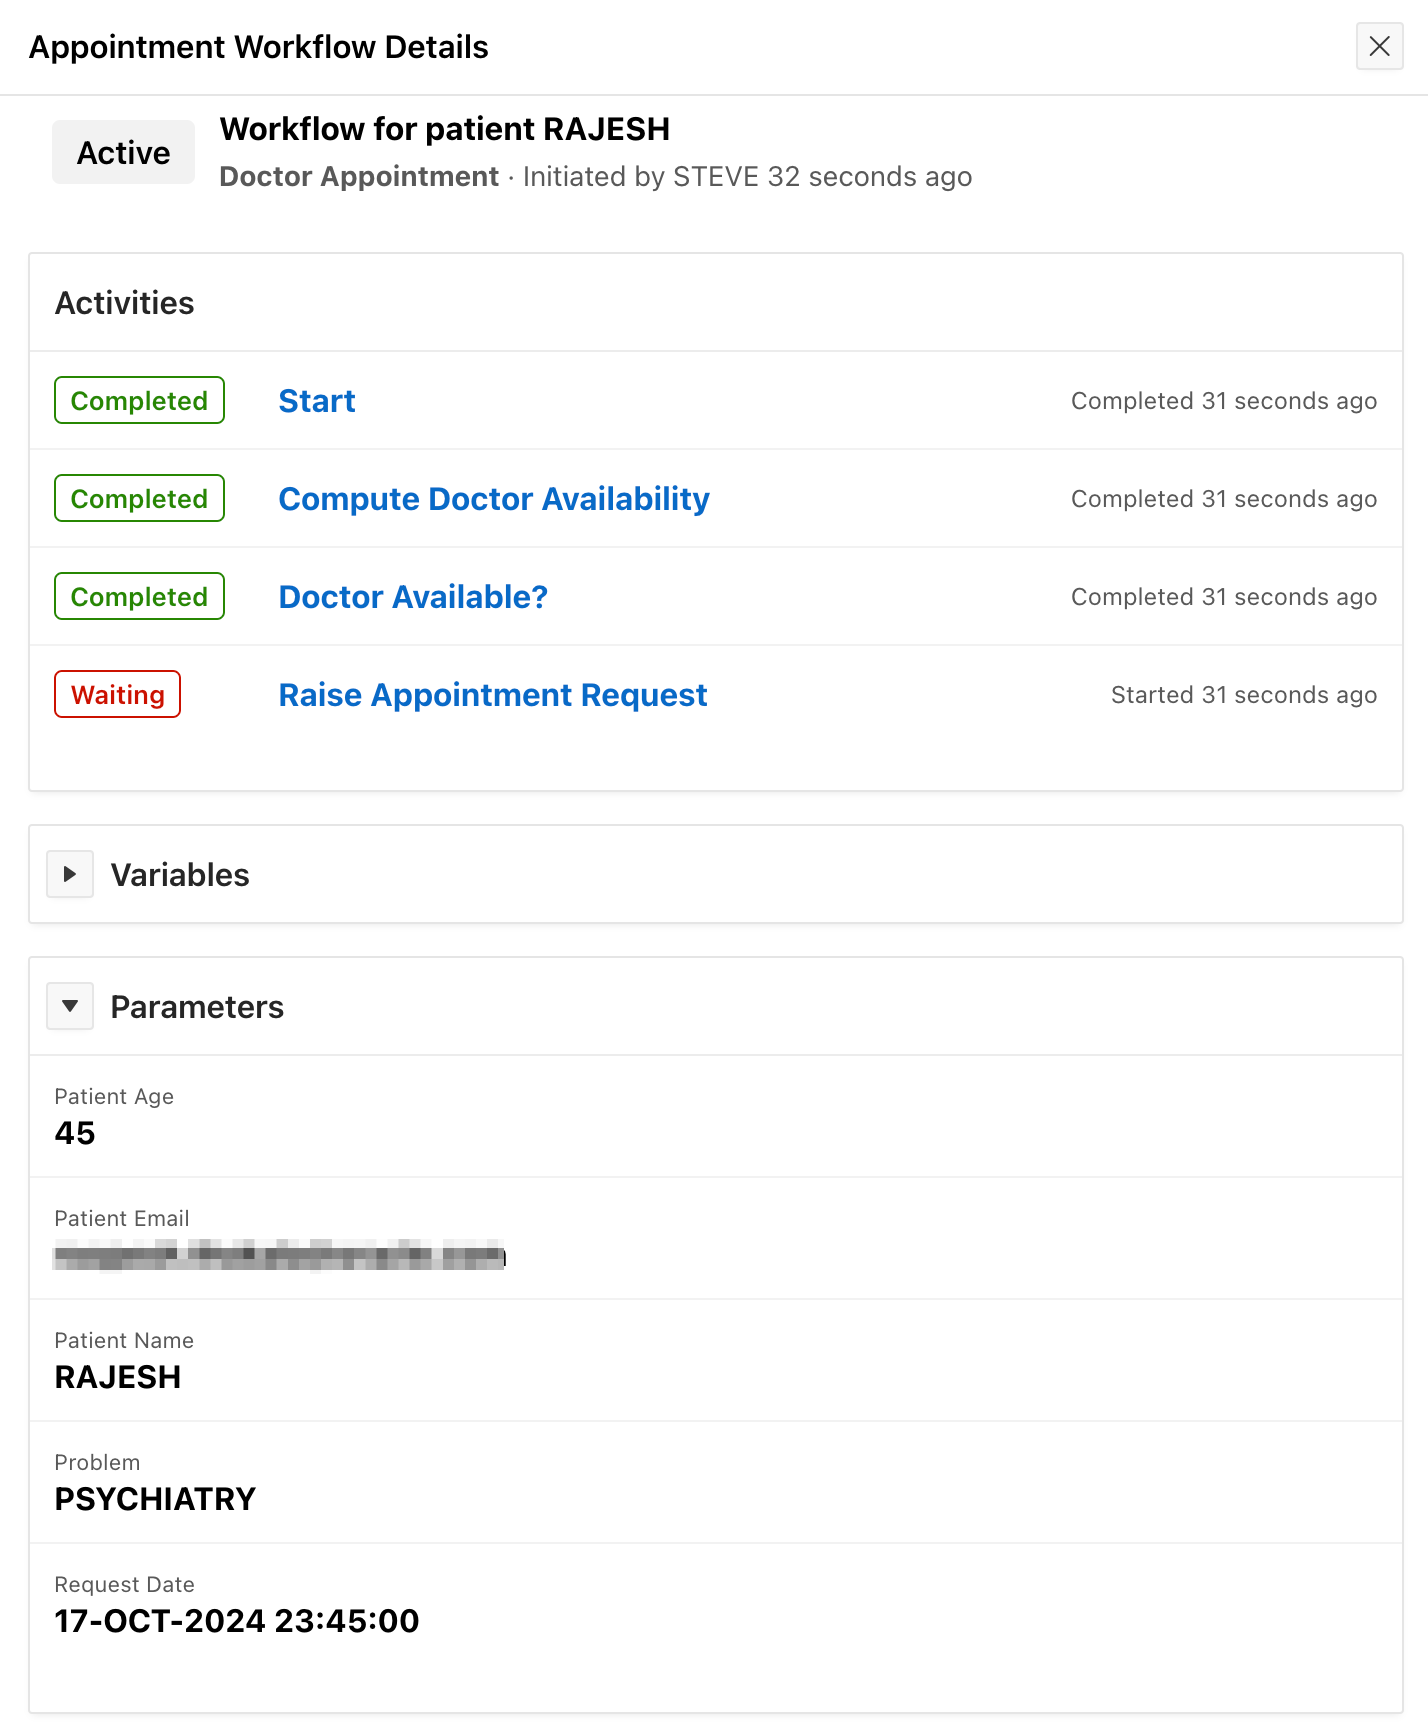 Appointment Workflow Details
Active
Workflow for patient RAJESH
Doctor Appointment · Initiated by STEVE 32 seconds ago
Activities
Completed Start Completed 31 seconds ago
Completed Compute Doctor Availability Completed 31 seconds ago
Completed Doctor Available? Completed 31 seconds ago
Waiting Raise Appointment Request Started 31 seconds ago
Variables
Parameters
Patient Age
45
Patient Email
Patient Name
RAJESH
Problem
PSYCHIATRY
Request Date
17-OCT-2024 23:45:00